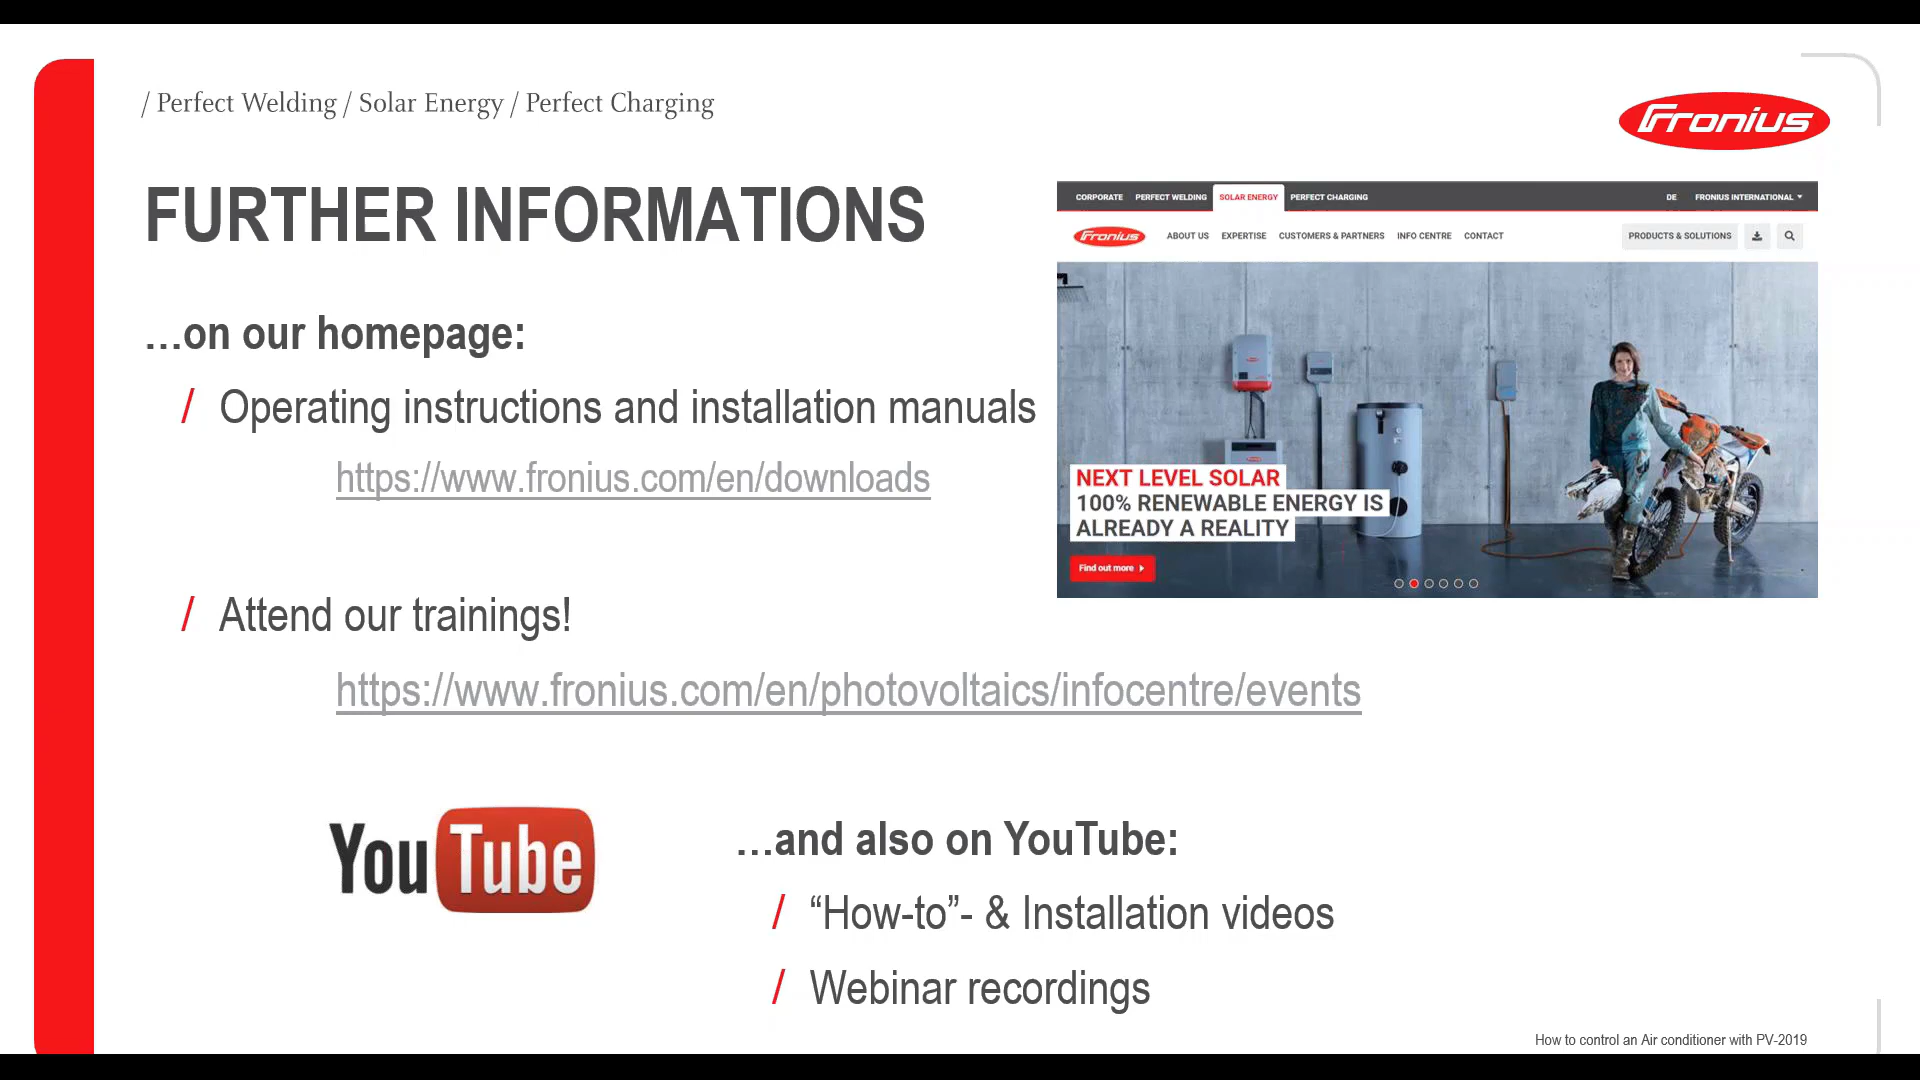 / Perfect Welding / Solar Energy / Perfect Charging
Fronius
FURTHER INFORMATIONS
…on our homepage:
/ Operating instructions and installation manuals
https://www.fronius.com/en/downloads
/ Attend our trainings!
https://www.fronius.com/en/photovoltaics/infocentre/events
CORPORATE PERFECT WELDING SOLAR ENERGY PERFECT CHARGING DE FRONIUS INTERNATIONAL
Fronius ABOUT US EXPERTISE CUSTOMERS & PARTNERS INFO CENTRE CONTACT PRODUCTS & SOLUTIONS
NEXT LEVEL SOLAR
100% RENEWABLE ENERGY IS
ALREADY A REALITY
Find out more
YouTube
…and also on YouTube:
/ “How-to”- & Installation videos
/ Webinar recordings
How to control an Air conditioner with PV-2019